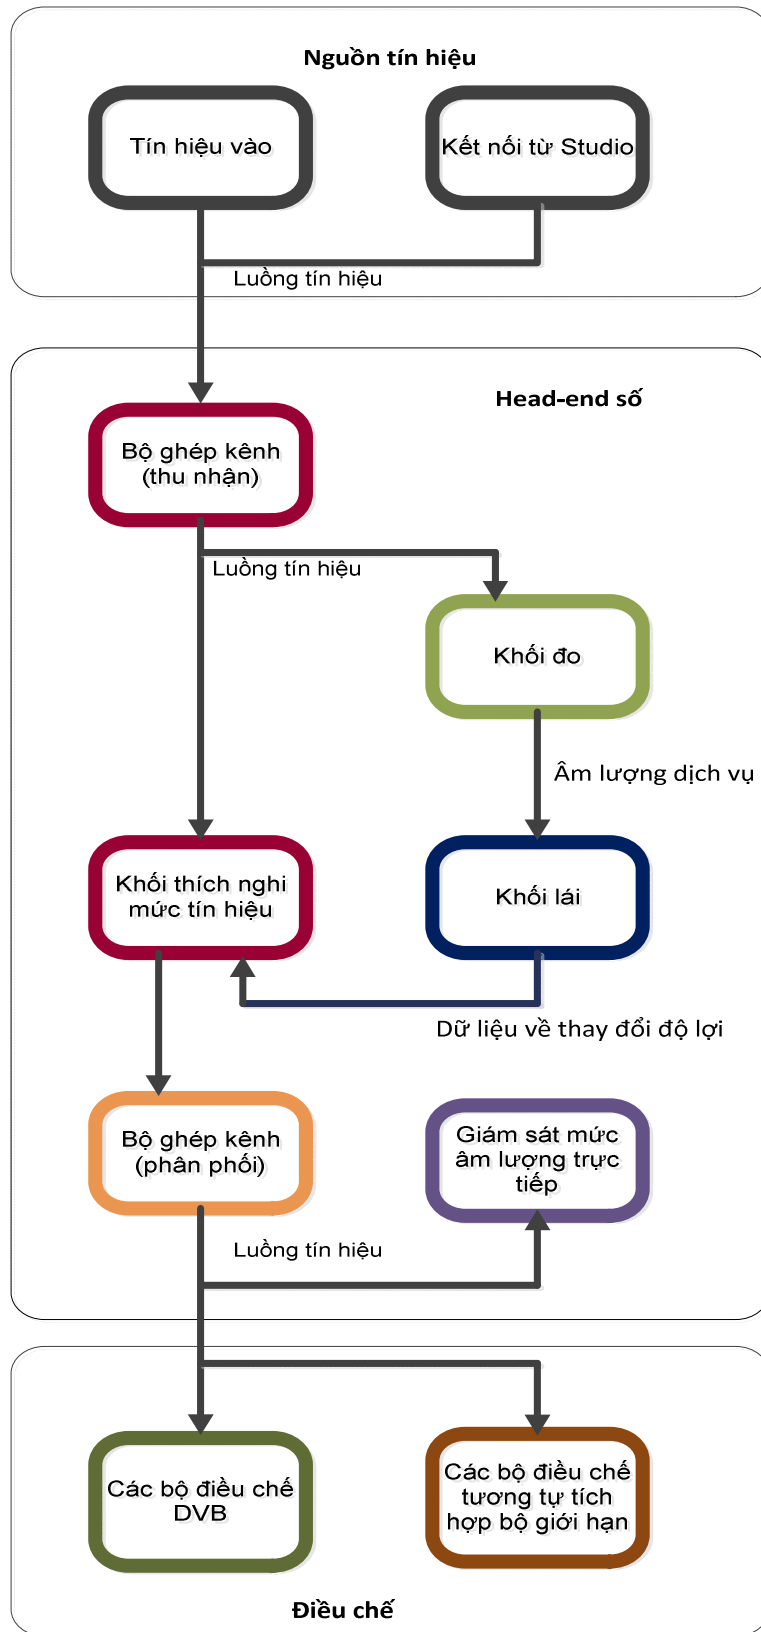 Nguồn tín hiệu
Tín hiệu vào
Kết nối từ Studio
Luồng tín hiệu
Head-end số
Bộ ghép kênh
(thu nhận)
Luồng tín hiệu
Khối đo
Âm lượng dịch vụ
Khối thích nghi
mức tín hiệu
Khối lái
Dữ liệu về thay đổi độ lợi
Bộ ghép kênh
(phân phối)
Giám sát mức
âm lượng trực
tiếp
Luồng tín hiệu
Các bộ điều chế
DVB
Các bộ điều chế
tương tự tích
hợp bộ giới hạn
Điều chế